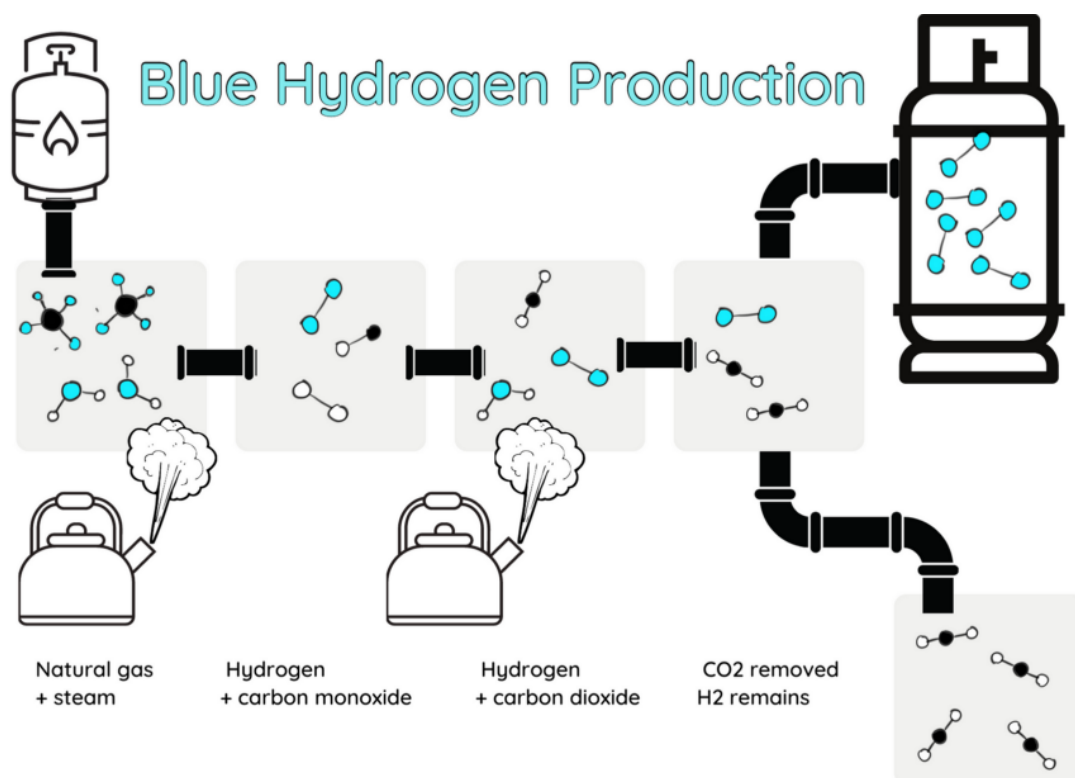 Blue Hydrogen Production
Natural gas
+ steam
Hydrogen
+ carbon monoxide
Hydrogen
+ carbon dioxide
CO2 removed
H2 remains